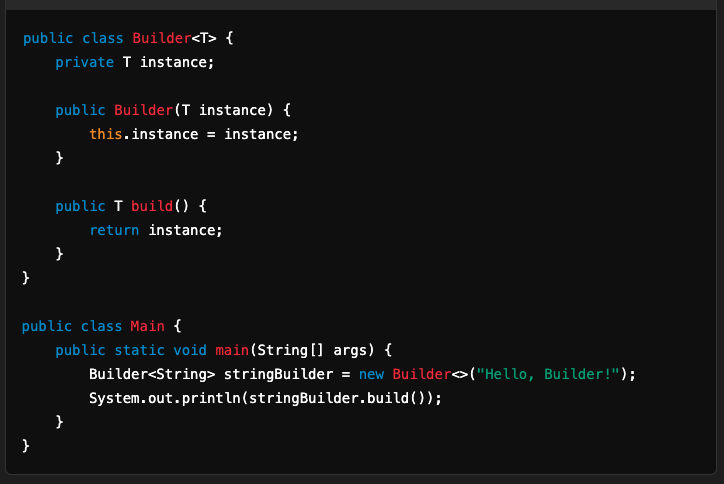 public class Builder<T> {
    private T instance;

    public Builder(T instance) {
        this.instance = instance;
    }

    public T build() {
        return instance;
    }
}

public class Main {
    public static void main(String[] args) {
        Builder<String> stringBuilder = new Builder<>("Hello, Builder!");
        System.out.println(stringBuilder.build());
    }
}